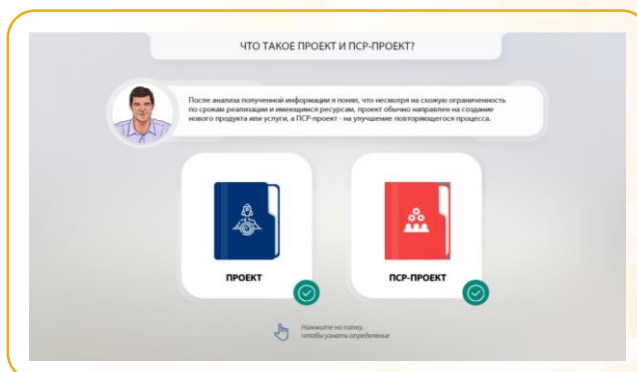 ЧТО ТАКОЕ ПРОЕКТ И ПСР-ПРОЕКТ?
После анализа полученной информации я понял, что несмотря на схожую ограниченность
по срокам реализации и имеющимся ресурсам, проект обычно направлен на создание
нового продукта или услуги, а ПСР-проект - на улучшение повторяющегося процесса.
ПРОЕКТ
ПСР-ПРОЕКТ
Нажмите на папку,
чтобы узнать определение